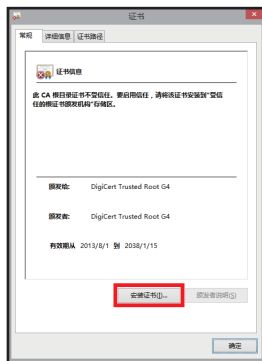 证书
常规 详细信息 证书路径
证书信息
此 CA 根目录证书不受信任。要启用信任，请将该证书安装到"受信
任的根证书颁发机构"存储区。
颁发给: DigiCert Trusted Root G4
颁发者: DigiCert Trusted Root G4
有效期从 2013/8/1 到 2038/1/15
安装证书(I)... 颁发者说明(S)
确定